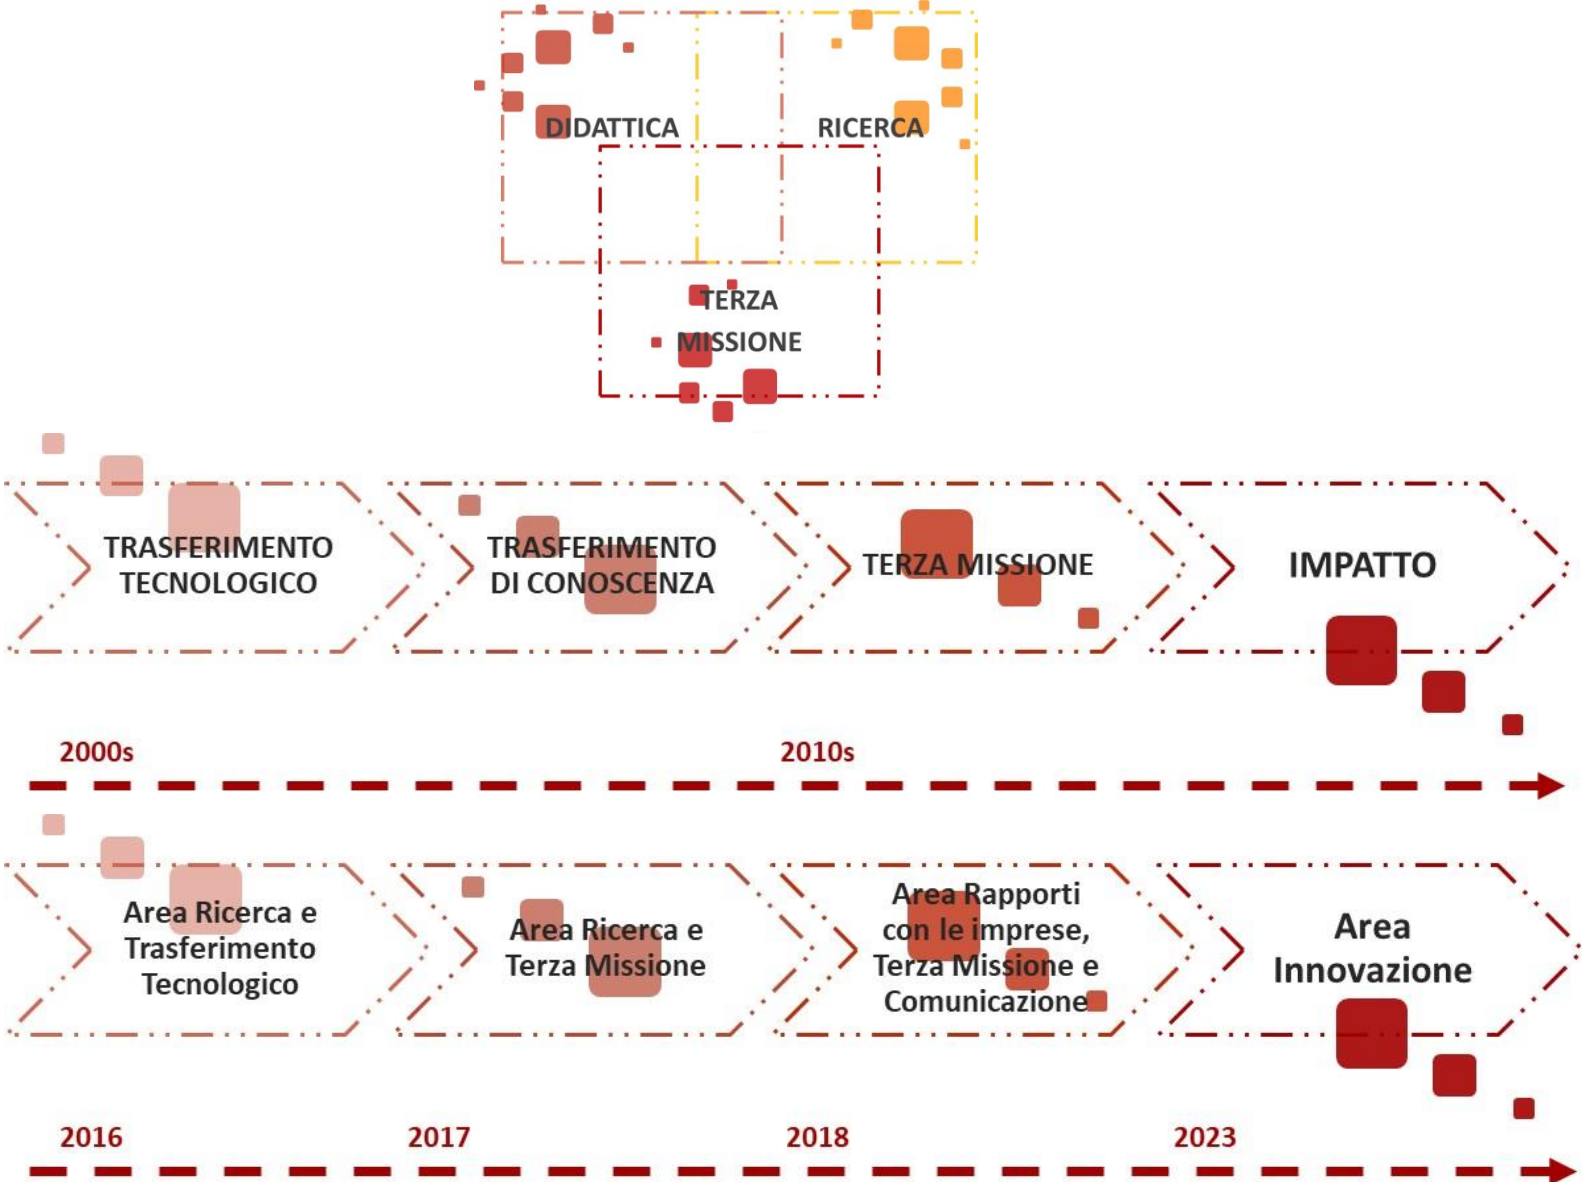 DIDATTICA
RICERCA
TERZA
MISSIONE
TRASFERIMENTO
TECNOLOGICO
TRASFERIMENTO
DI CONOSCENZA
TERZA MISSIONE
IMPATTO
2000s
2010s
Area Ricerca e
Trasferimento
Tecnologico
Area Ricerca e
Terza Missione
Area Rapporti
con le imprese,
Terza Missione e
Comunicazione
Area
Innovazione
2016
2017
2018
2023